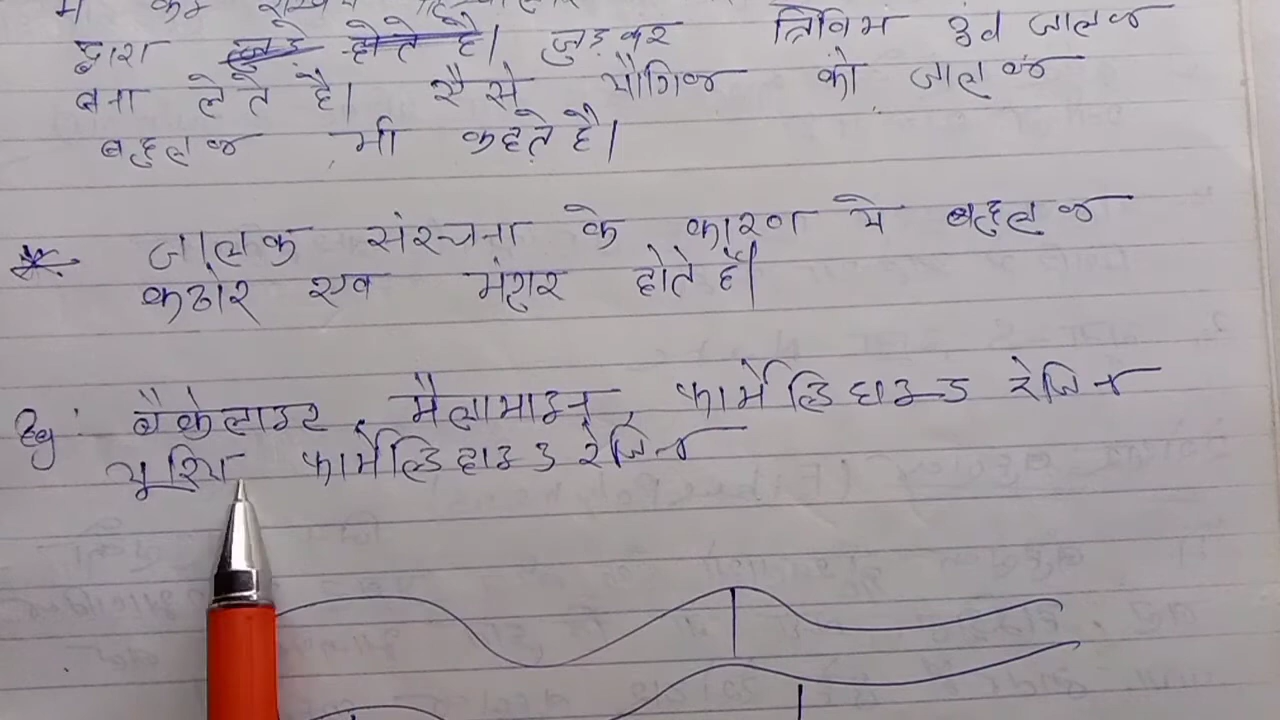 द्वारा जुड़कर त्रिविम एवं जालक
बना लेते है। ऐसे यौगिक को जालक
बहुलक भी कहते है।
* जालक संरचना के कारण ये बहुलक
कठोर एव भंगुर होते है।
Eg: बैकेलाइट, मैलामाइन, फार्मेल्डिहाइड रेजिन
यूरिया फार्मेल्डिहाइड रेजिन